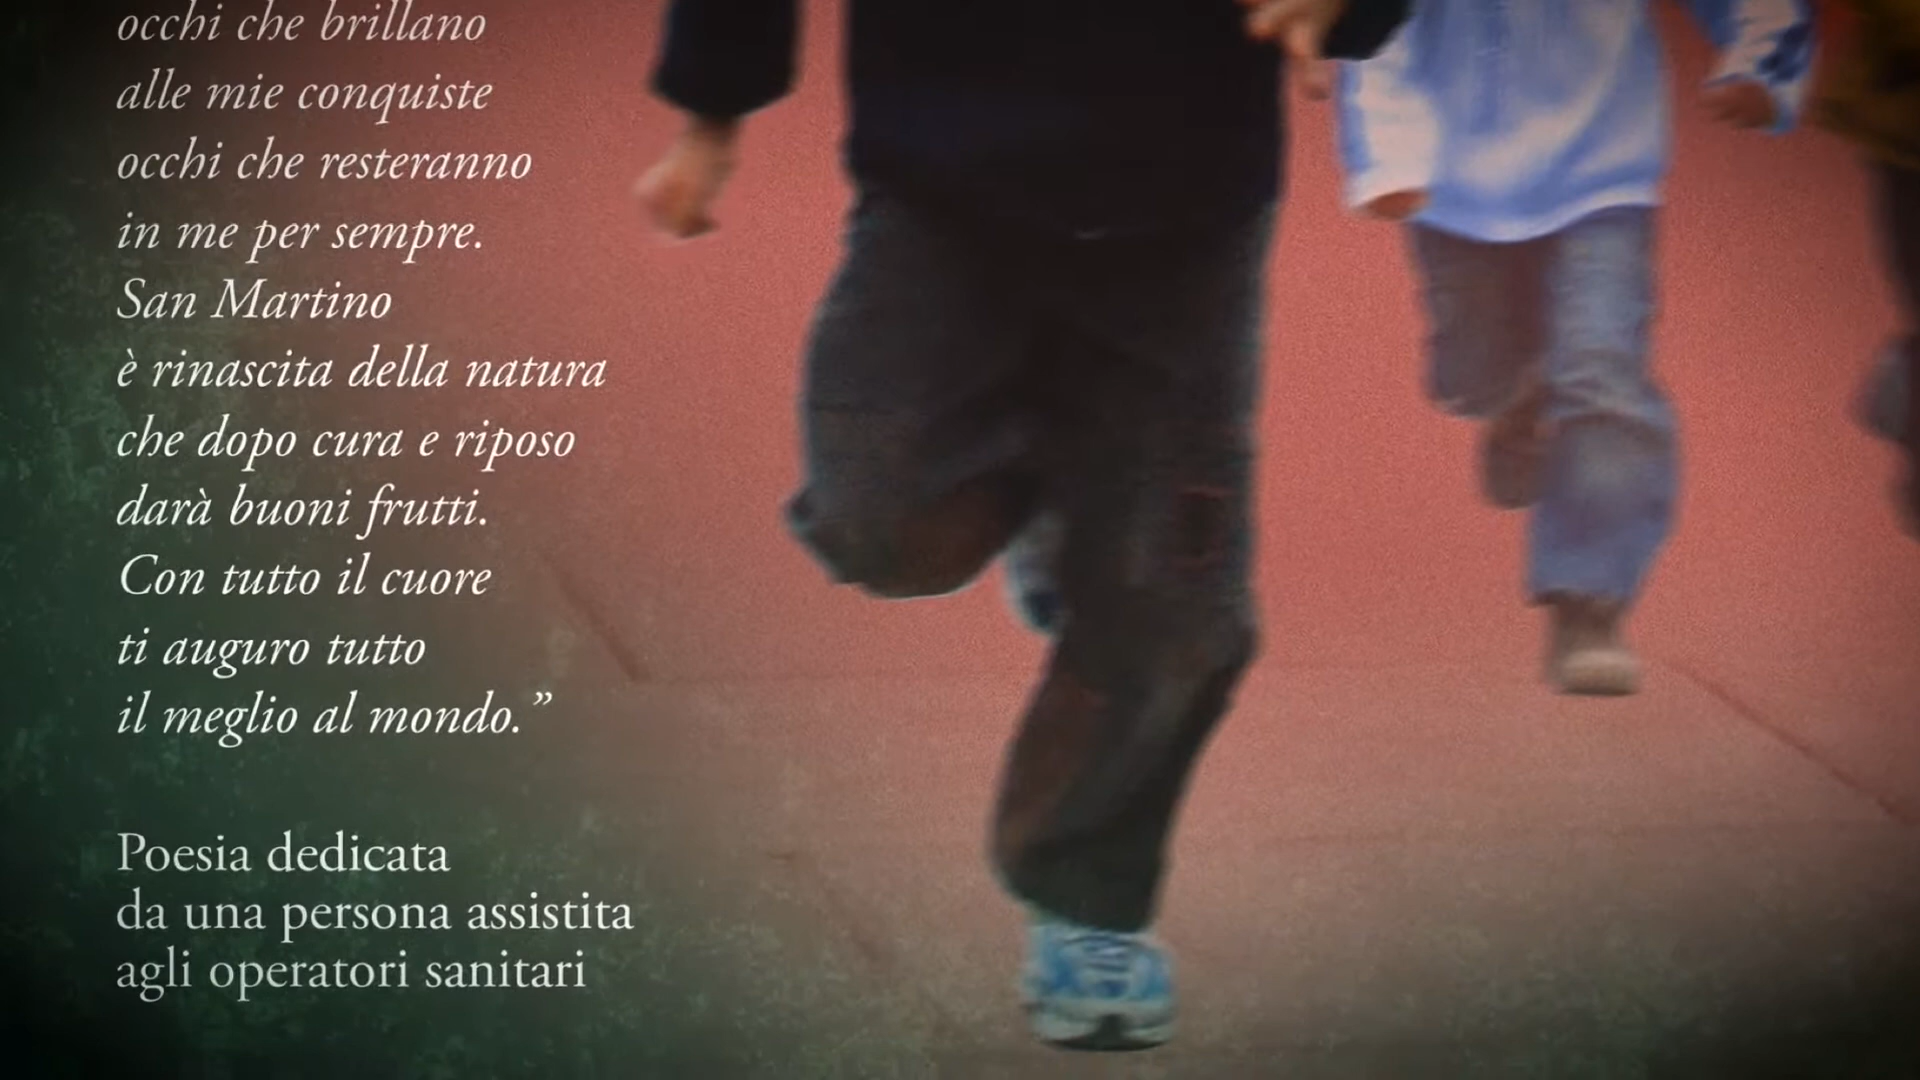 occhi che brillano
alle mie conquiste
occhi che resteranno
in me per sempre.
San Martino
è rinascita della natura
che dopo cura e riposo
darà buoni frutti.
Con tutto il cuore
ti auguro tutto
il meglio al mondo.”
Poesia dedicata
da una persona assistita
agli operatori sanitari